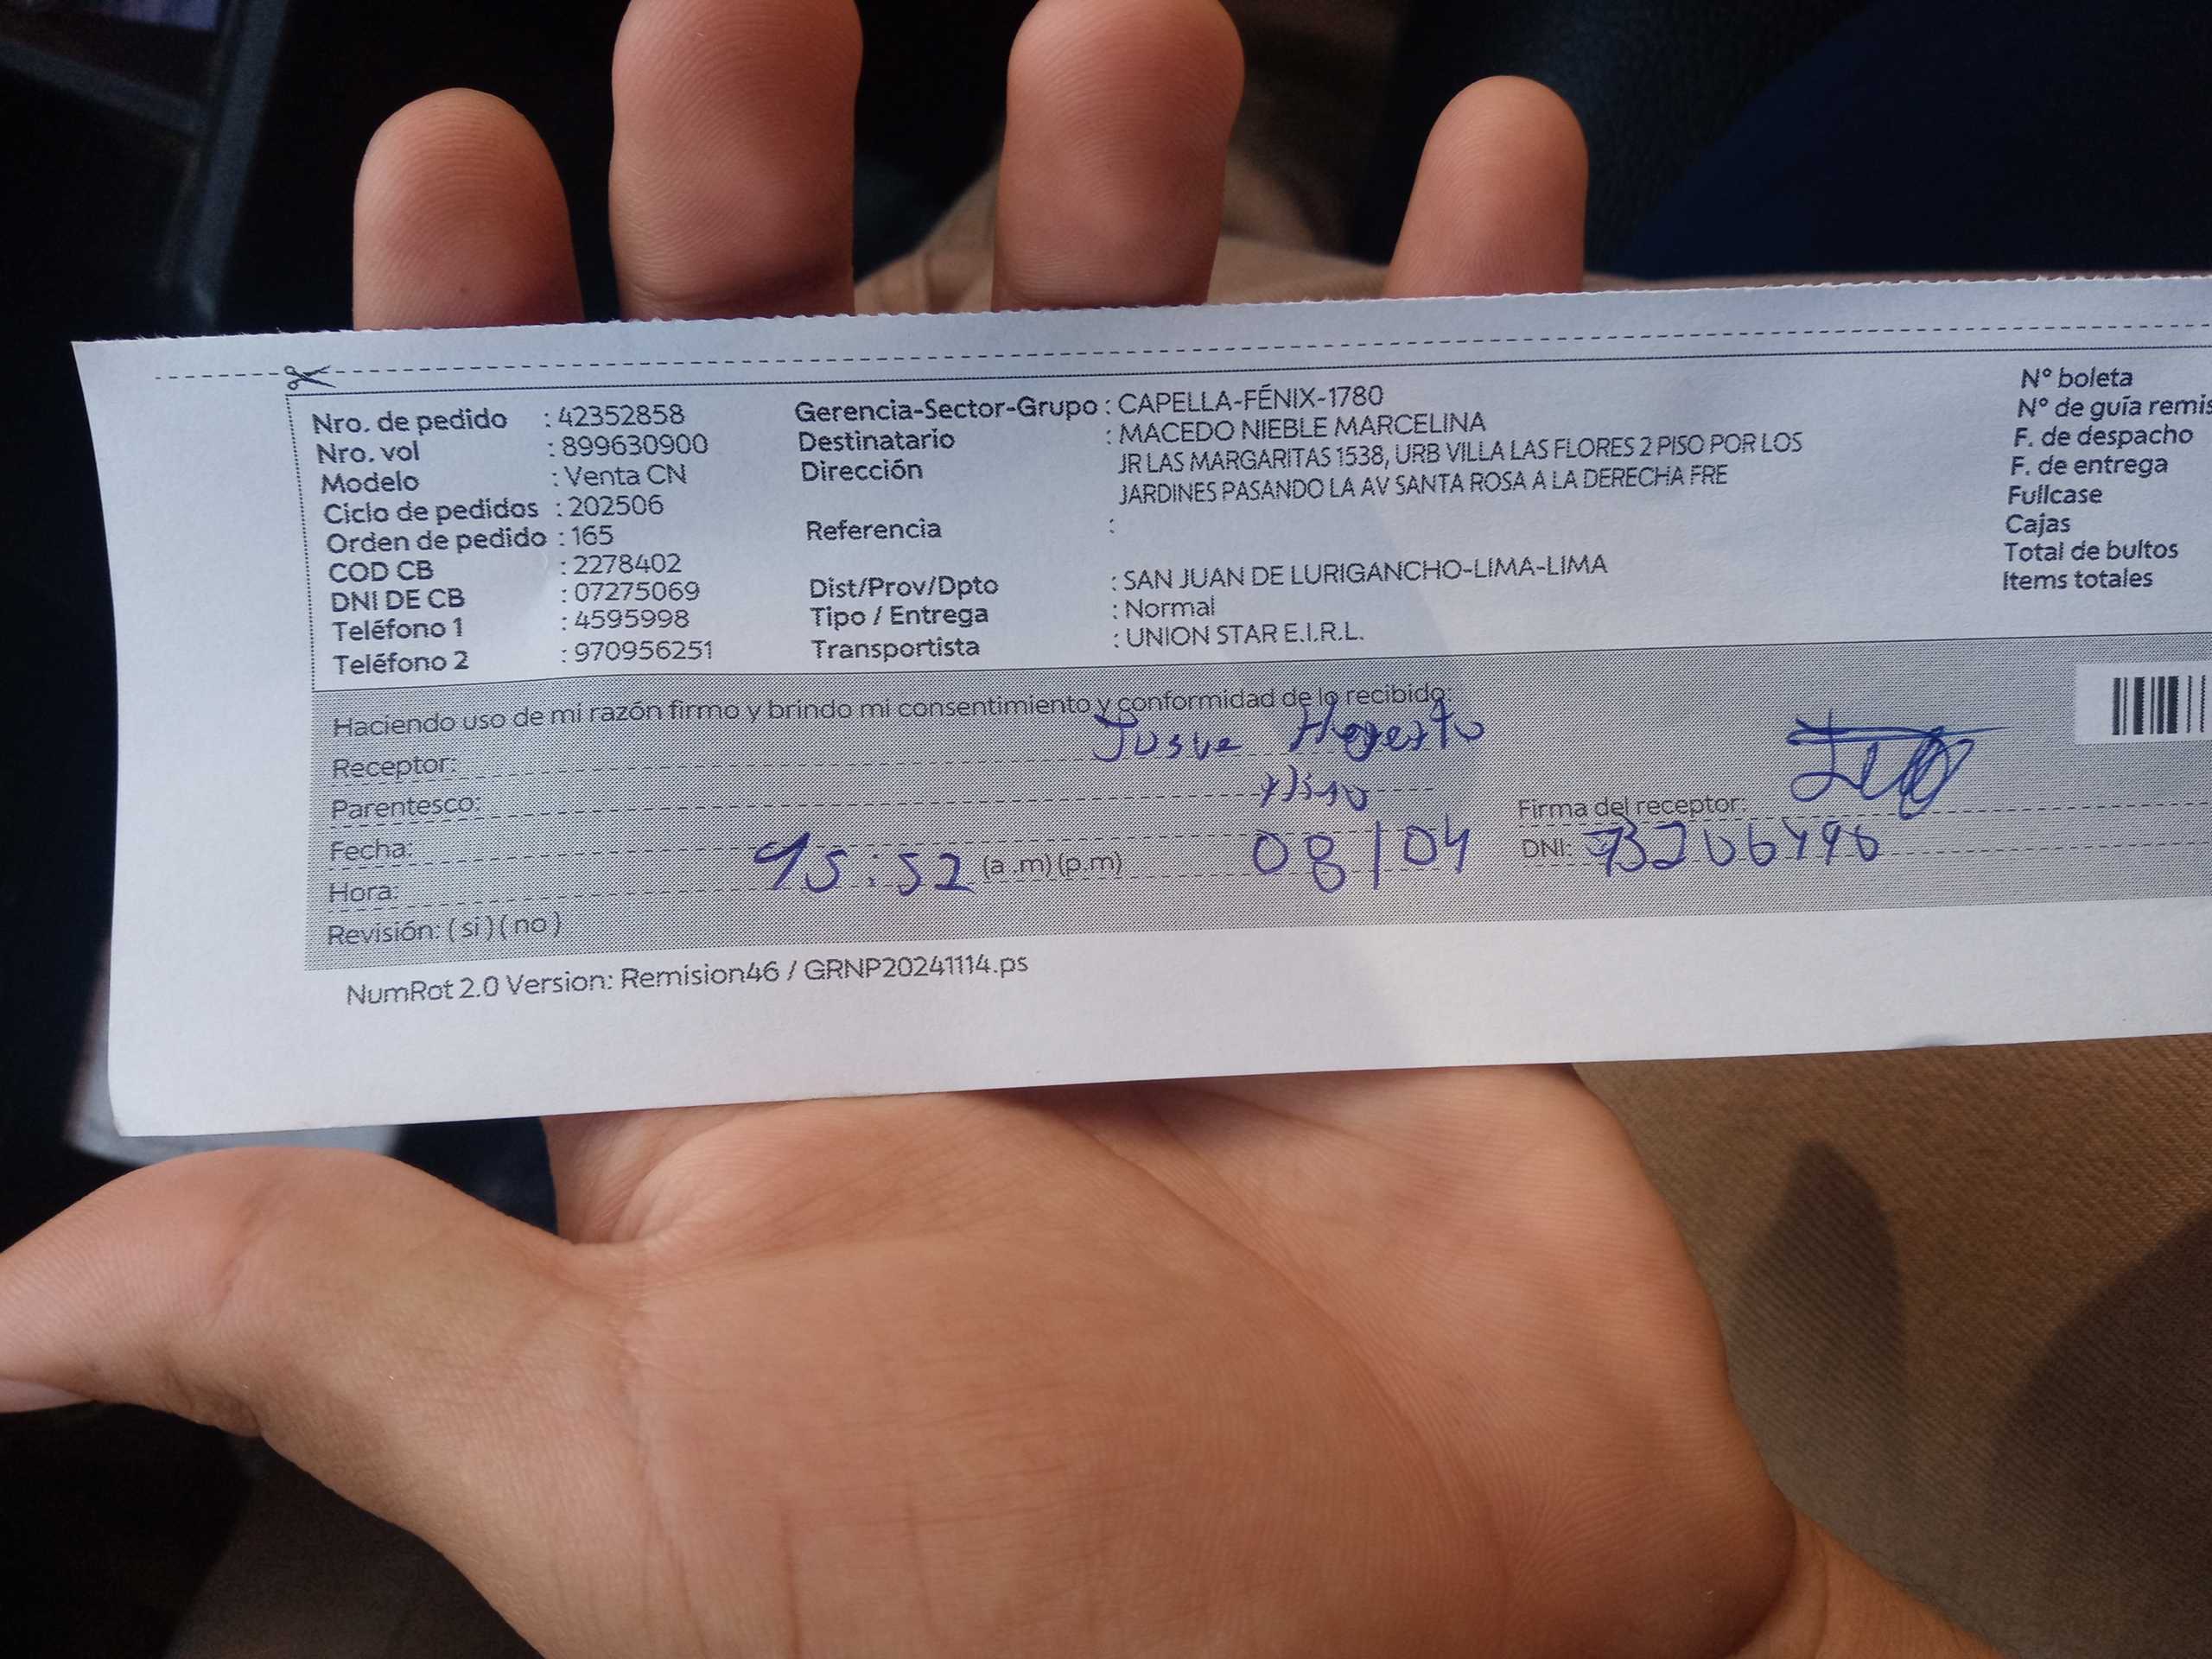 Nro. de pedido : 42352858
Nro. vol : 899630900
Modelo : Venta CN
Ciclo de pedidos : 202506
Orden de pedido : 165
COD CB : 2278402
DNI DE CB : 07275069
Teléfono 1 : 4595998
Teléfono 2 : 970956251
Gerencia-Sector-Grupo : CAPELLA-FÉNIX-1780
Destinatario : MACEDO NIEBLE MARCELINA
Dirección JR LAS MARGARITAS 1538, URB VILLA LAS FLORES 2 PISO POR LOS
JARDINES PASANDO LA AV SANTA ROSA A LA DERECHA FRE
Referencia :
Dist/Prov/Dpto : SAN JUAN DE LURIGANCHO-LIMA-LIMA
Tipo / Entrega : Normal
Transportista : UNION STAR E.I.R.L.
N° boleta
N° de guía remis
F. de despacho
F. de entrega
Fullcase
Cajas
Total de bultos
Items totales
Haciendo uso de mi razón firmo y brindo mi consentimiento y conformidad de lo recibido:
Receptor: Josue
Parentesco:
Fecha: 08/04
Hora: 15:52 (a .m) (p.m)
Revisión: ( si ) ( no )
Firma del receptor:
DNI:
NumRot 2.0 Version: Remision46 / GRNP20241114.ps